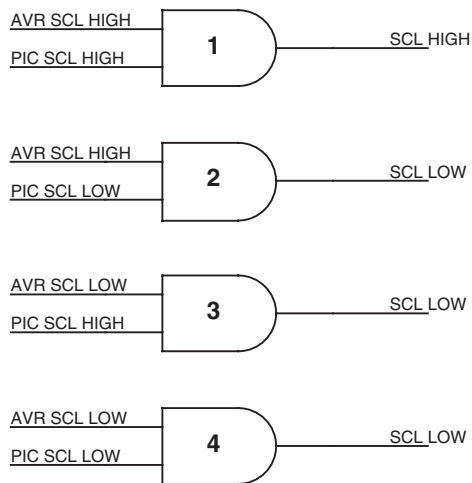 AVR SCL HIGH
PIC SCL HIGH
1
SCL HIGH
AVR SCL HIGH
PIC SCL LOW
2
SCL LOW
AVR SCL LOW
PIC SCL HIGH
3
SCL LOW
AVR SCL LOW
PIC SCL LOW
4
SCL LOW